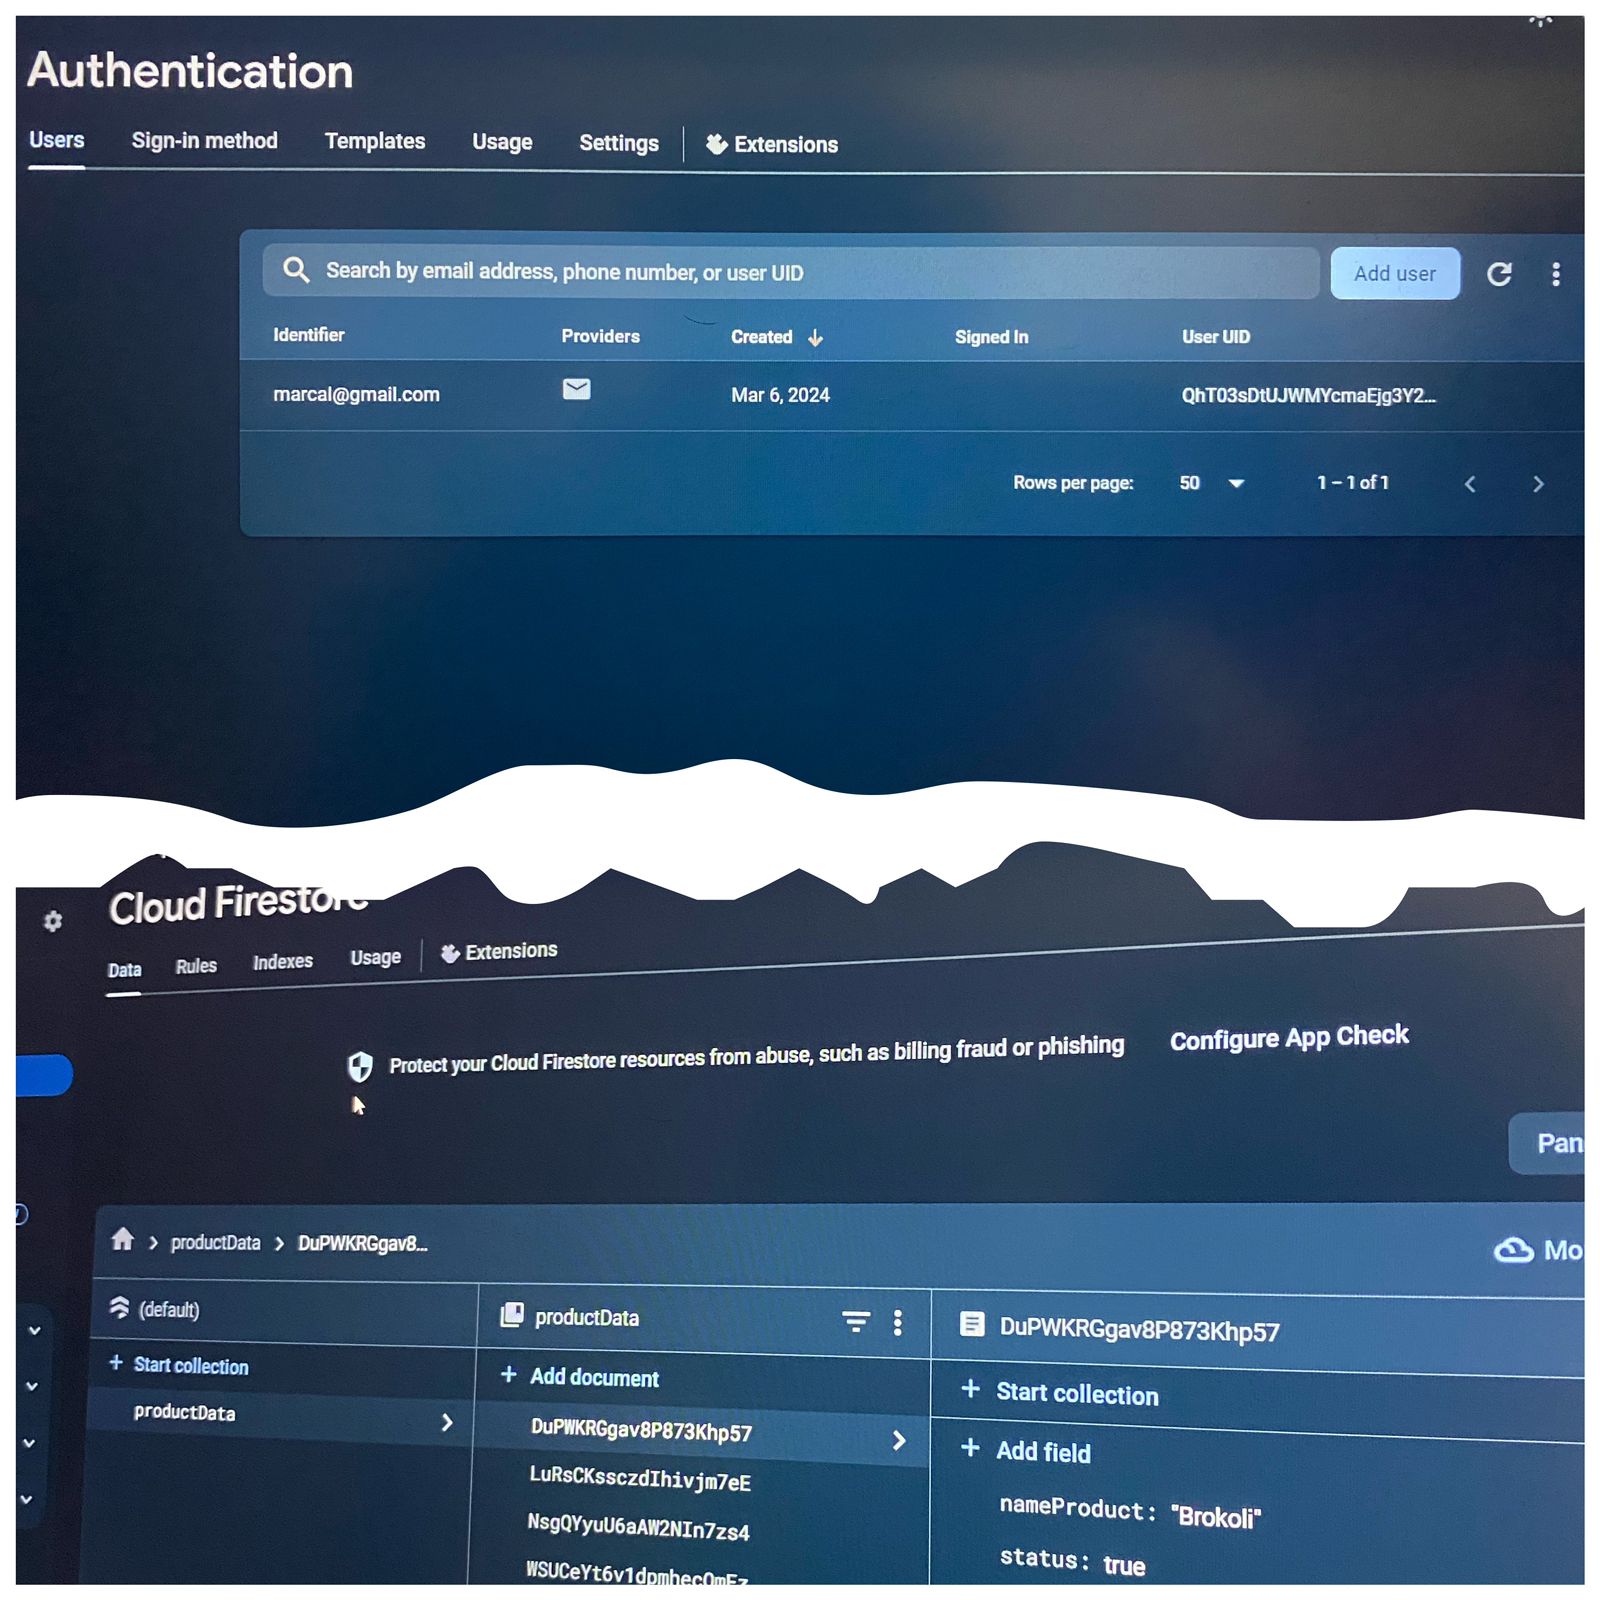 Authentication
Users Sign-in method Templates Usage Settings Extensions
Search by email address, phone number, or user UID Add user
Identifier Providers Created Signed In User UID
marcal@gmail.com Mar 6, 2024 QhT03sDtUJWMYcmaEjg3Y2...
Rows per page: 50 1 – 1 of 1
Cloud Firestore
Data Rules Indexes Usage Extensions
Protect your Cloud Firestore resources from abuse, such as billing fraud or phishing Configure App Check
productData DuPWKRGgav8...
(default) productData DuPWKRGgav8P873Khp57
+ Start collection + Add document + Start collection
productData DuPWKRGgav8P873Khp57 + Add field
LuRsCKssczdIhivjm7eE nameProduct: "Brokoli"
NsgQYyuU6aAW2NIn7zs4 status: true